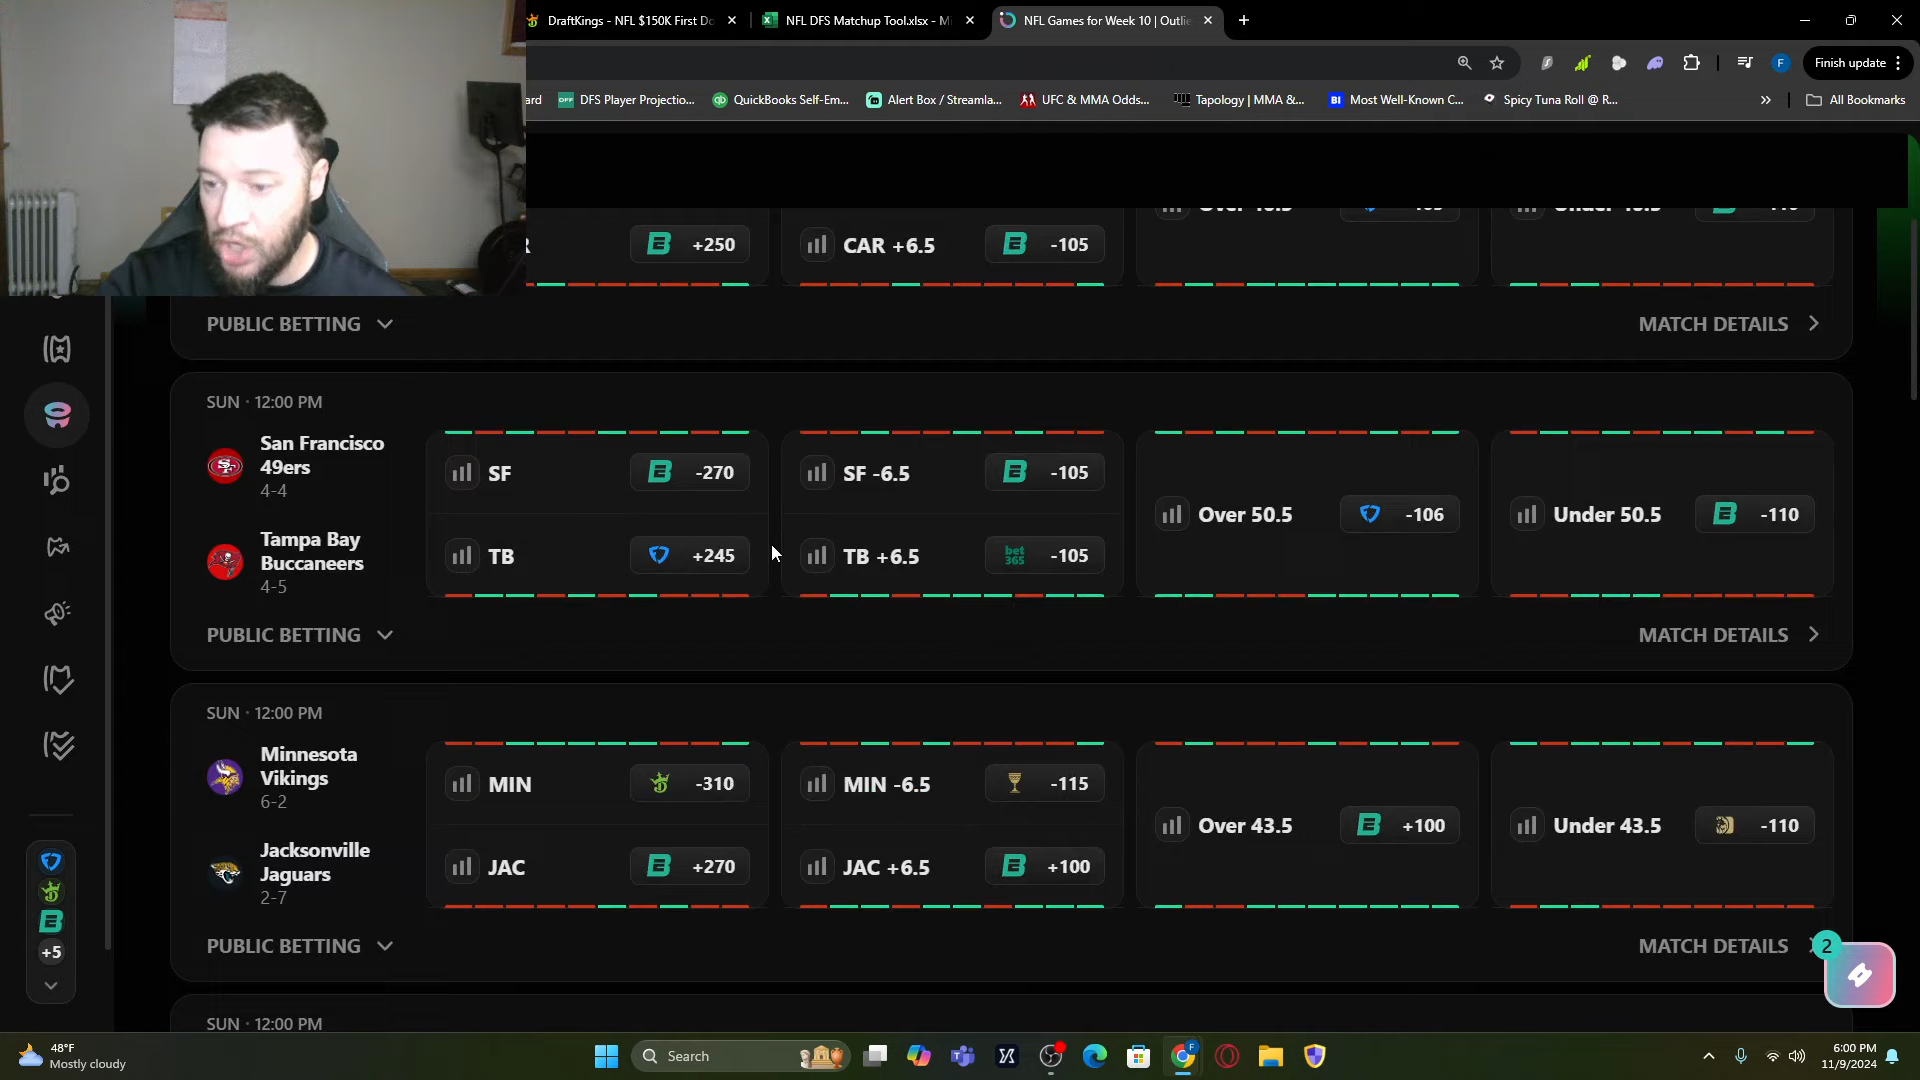 DraftKings - NFL $150K First Do
NFL DFS Matchup Tool.xlsx - Mi
NFL Games for Week 10 | Outlie
F
Finish update
ard
DFS Player Projectio...
QuickBooks Self-Em...
Alert Box / Streamla...
UFC & MMA Odds...
Tapology | MMA &...
BI
Most Well-Known C...
Spicy Tuna Roll @ R...
All Bookmarks
+250
CAR +6.5
-105
PUBLIC BETTING
MATCH DETAILS
SUN · 12:00 PM
San Francisco
49ers
4-4
SF
-270
SF -6.5
-105
Over 50.5
-106
Under 50.5
-110
Tampa Bay
Buccaneers
4-5
TB
+245
TB +6.5
bet
365
-105
PUBLIC BETTING
MATCH DETAILS
SUN · 12:00 PM
Minnesota
Vikings
6-2
MIN
-310
MIN -6.5
-115
Over 43.5
+100
Under 43.5
-110
Jacksonville
Jaguars
2-7
JAC
+270
JAC +6.5
+100
PUBLIC BETTING
MATCH DETAILS
2
+5
SUN · 12:00 PM
48°F
Mostly cloudy
Search
6:00 PM
11/9/2024